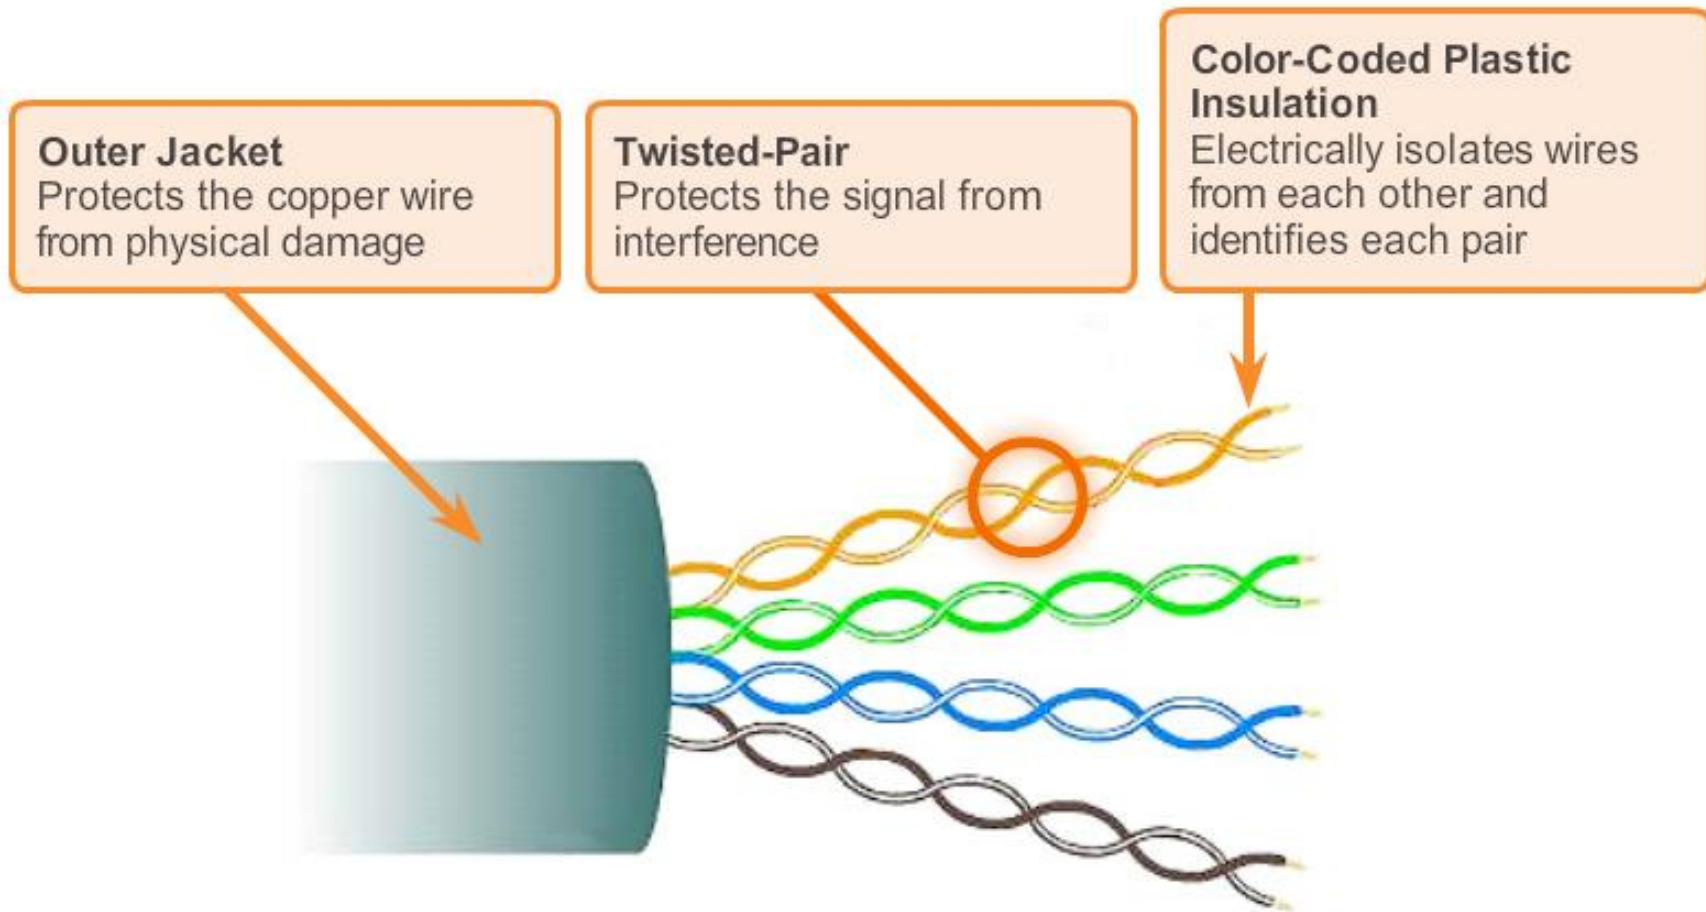 Outer Jacket
Protects the copper wire
from physical damage
Twisted-Pair
Protects the signal from
interference
Color-Coded Plastic
Insulation
Electrically isolates wires
from each other and
identifies each pair